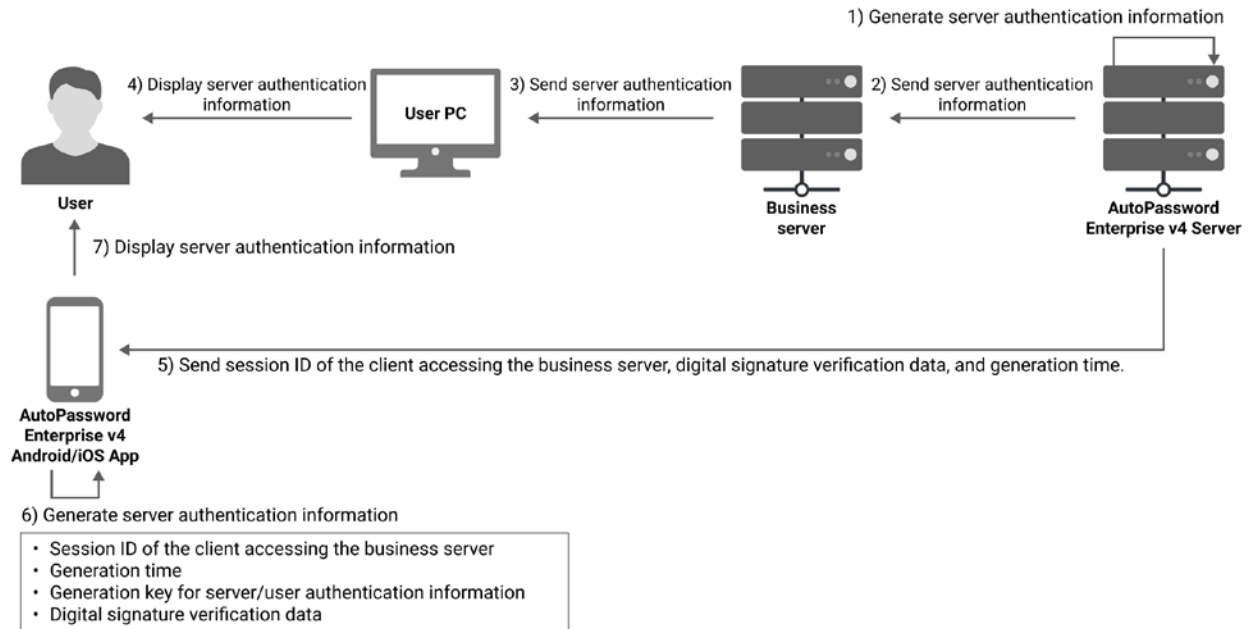 1) Generate server authentication information
4) Display server authentication
information
User PC
3) Send server authentication
information
2) Send server authentication
information
User
Business
server
AutoPassword
Enterprise v4 Server
7) Display server authentication information
5) Send session ID of the client accessing the business server, digital signature verification data, and generation time.
AutoPassword
Enterprise v4
Android/iOS App
6) Generate server authentication information
• Session ID of the client accessing the business server
• Generation time
• Generation key for server/user authentication information
• Digital signature verification data